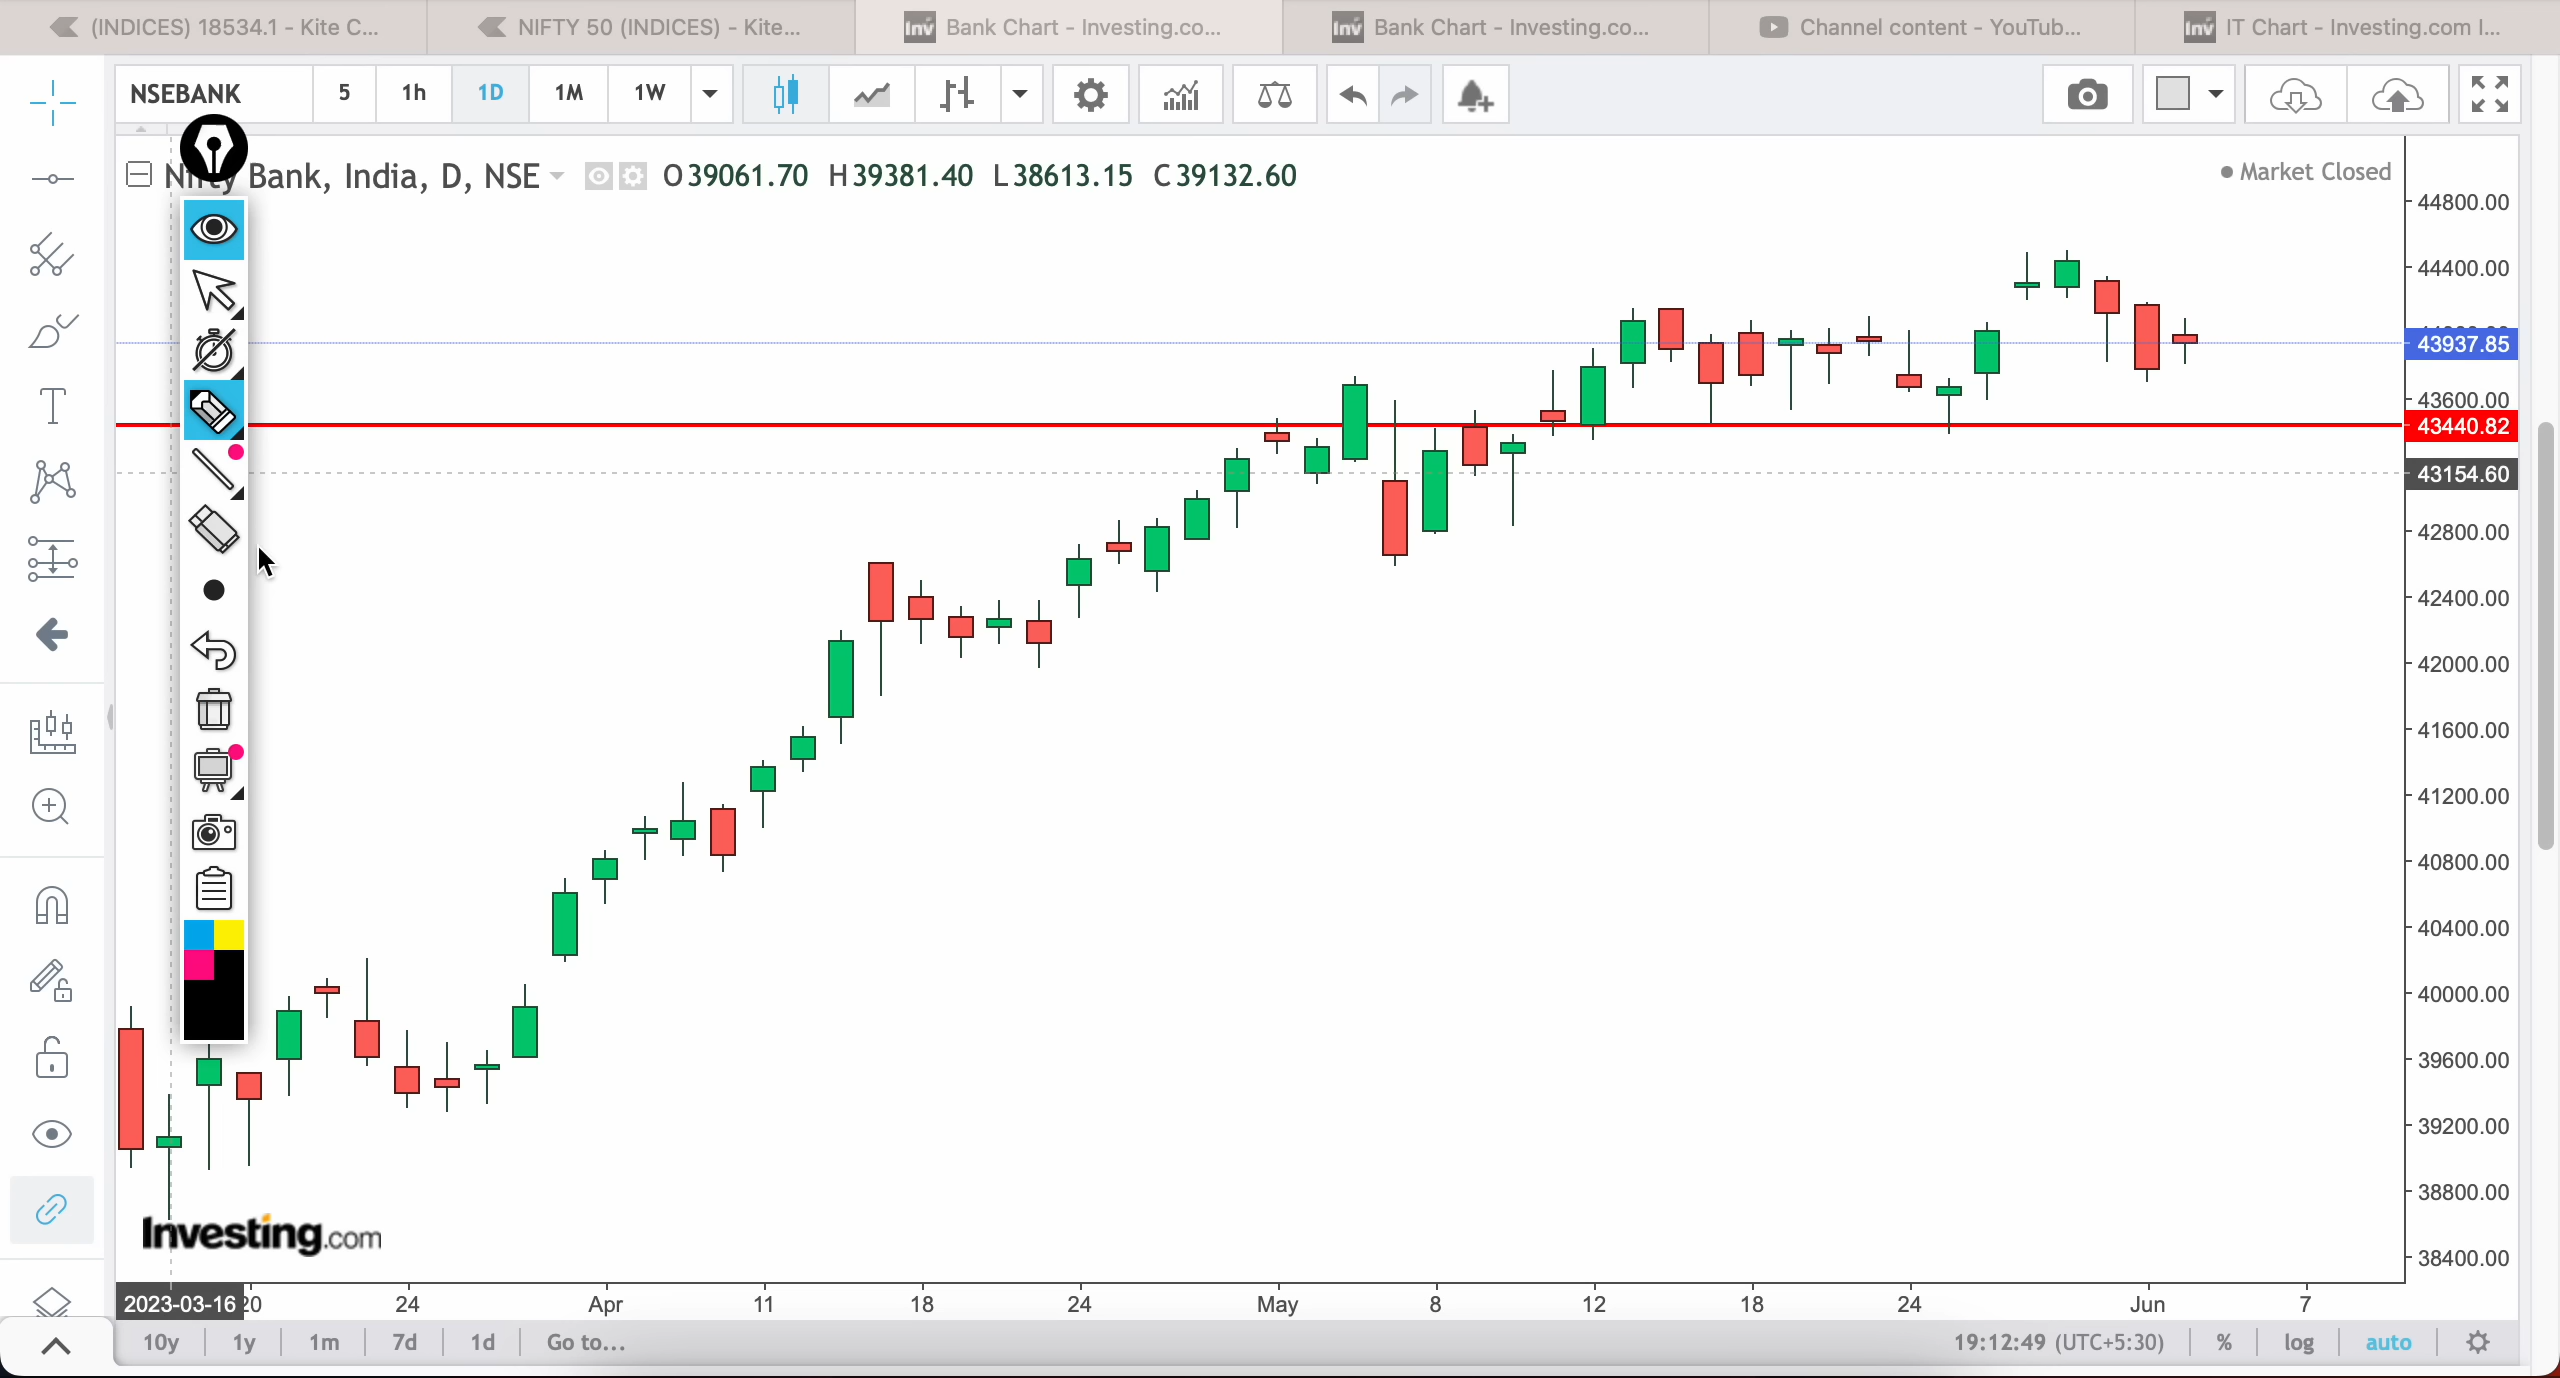 (INDICES) 18534.1 - Kite C...
NIFTY 50 (INDICES) - Kite...
Inv Bank Chart - Investing.co...
Inv Bank Chart - Investing.co...
Channel content - YouTub...
Inv IT Chart - Investing.com I...
NSEBANK 5 1h 1D 1M 1W
Nifty Bank, India, D, NSE O39061.70 H39381.40 L38613.15 C39132.60
Market Closed
44800.00
44400.00
43937.85
43600.00
43440.82
43154.60
42800.00
42400.00
42000.00
41600.00
41200.00
40800.00
40400.00
40000.00
39600.00
39200.00
38800.00
38400.00
Investing.com
2023-03-16 20 24 Apr 11 18 24 May 8 12 18 24 Jun 7
10y 1y 1m 7d 1d Go to... 19:12:49 (UTC+5:30) % log auto